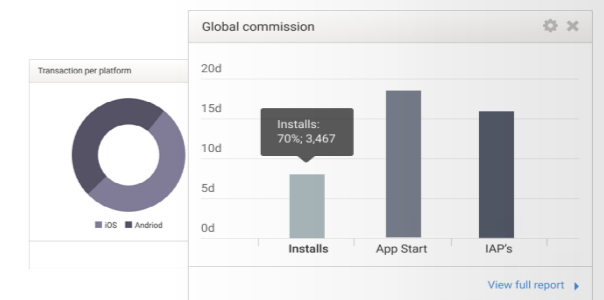 Global commission
20d
15d
10d
5d
0d
Installs:
70%; 3,467
Installs App Start IAP's
View full report
Transaction per platform
iOS Andriod